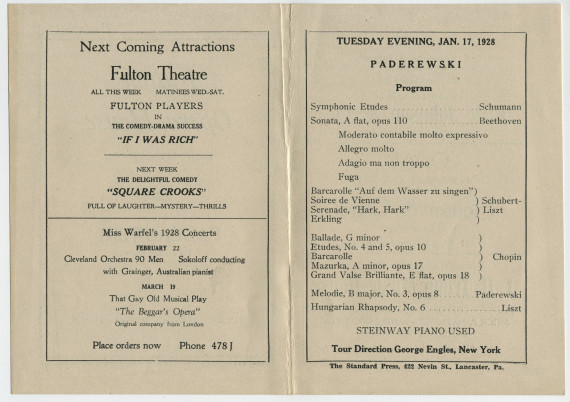 Next Coming Attractions
Fulton Theatre
ALL THIS WEEK MATINEES WED.-SAT.
FULTON PLAYERS
IN
THE COMEDY-DRAMA SUCCESS
"IF I WAS RICH"
NEXT WEEK
THE DELIGHTFUL COMEDY
"SQUARE CROOKS"
FULL OF LAUGHTER—MYSTERY—THRILLS
Miss Warfel's 1928 Concerts
FEBRUARY 22
Cleveland Orchestra 90 Men Sokoloff conducting
with Grainger, Australian pianist
MARCH 19
That Gay Old Musical Play
"The Beggar's Opera"
Original company from London
Place orders now Phone 478 J
TUESDAY EVENING, JAN. 17, 1928
PADEREWSKI
Program
Symphonic Etudes Schumann
Sonata, A flat, opus 110 Beethoven
Moderato contabile molto expressivo
Allegro molto
Adagio ma non troppo
Fuga
Barcarolle "Auf dem Wasser zu singen")
Soiree de Vienne ) Schubert-
Serenade, "Hark, Hark" ) Liszt
Erkling )
Ballade, G minor )
Etudes, No. 4 and 5, opus 10 )
Barcarolle ) Chopin
Mazurka, A minor, opus 17 )
Grand Valse Brilliante, E flat, opus 18 )
Melodie, B major, No. 3, opus 8 Paderewski
Hungarian Rhapsody, No. 6 Liszt
STEINWAY PIANO USED
Tour Direction George Engles, New York
The Standard Press, 422 Nevin St., Lancaster, Pa.